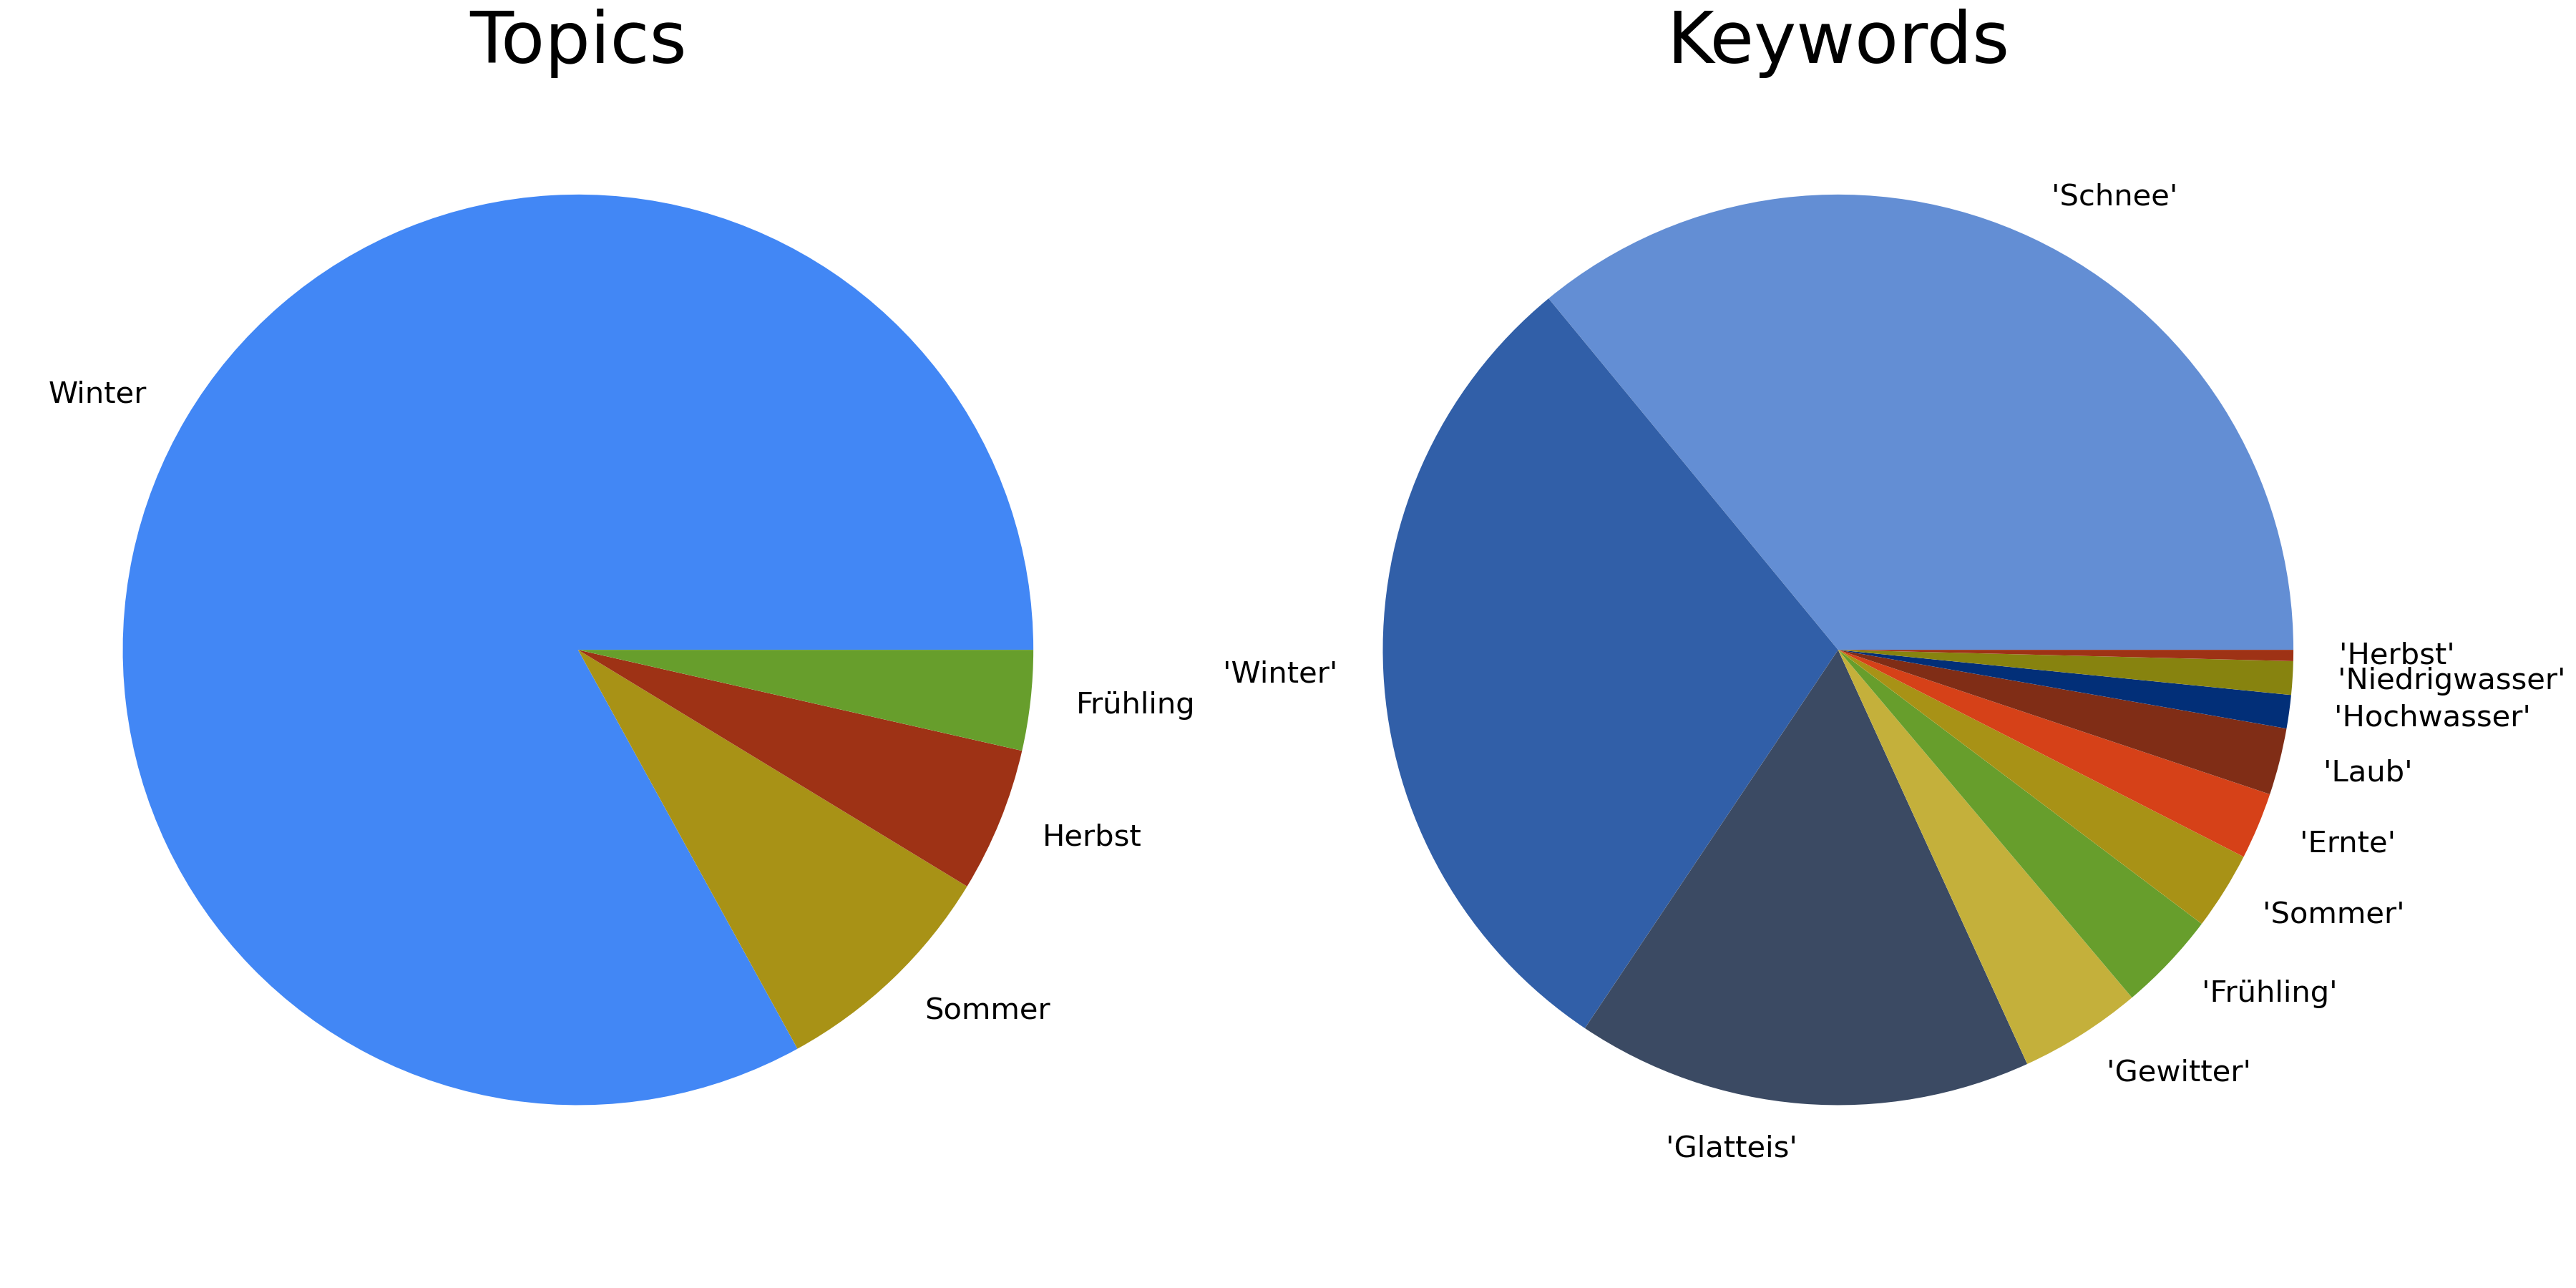 Topics
Winter
Frühling
Herbst
Sommer
Keywords
'Schnee'
'Winter'
'Herbst'
'Niedrigwasser'
'Hochwasser'
'Laub'
'Ernte'
'Sommer'
'Frühling'
'Gewitter'
'Glatteis'